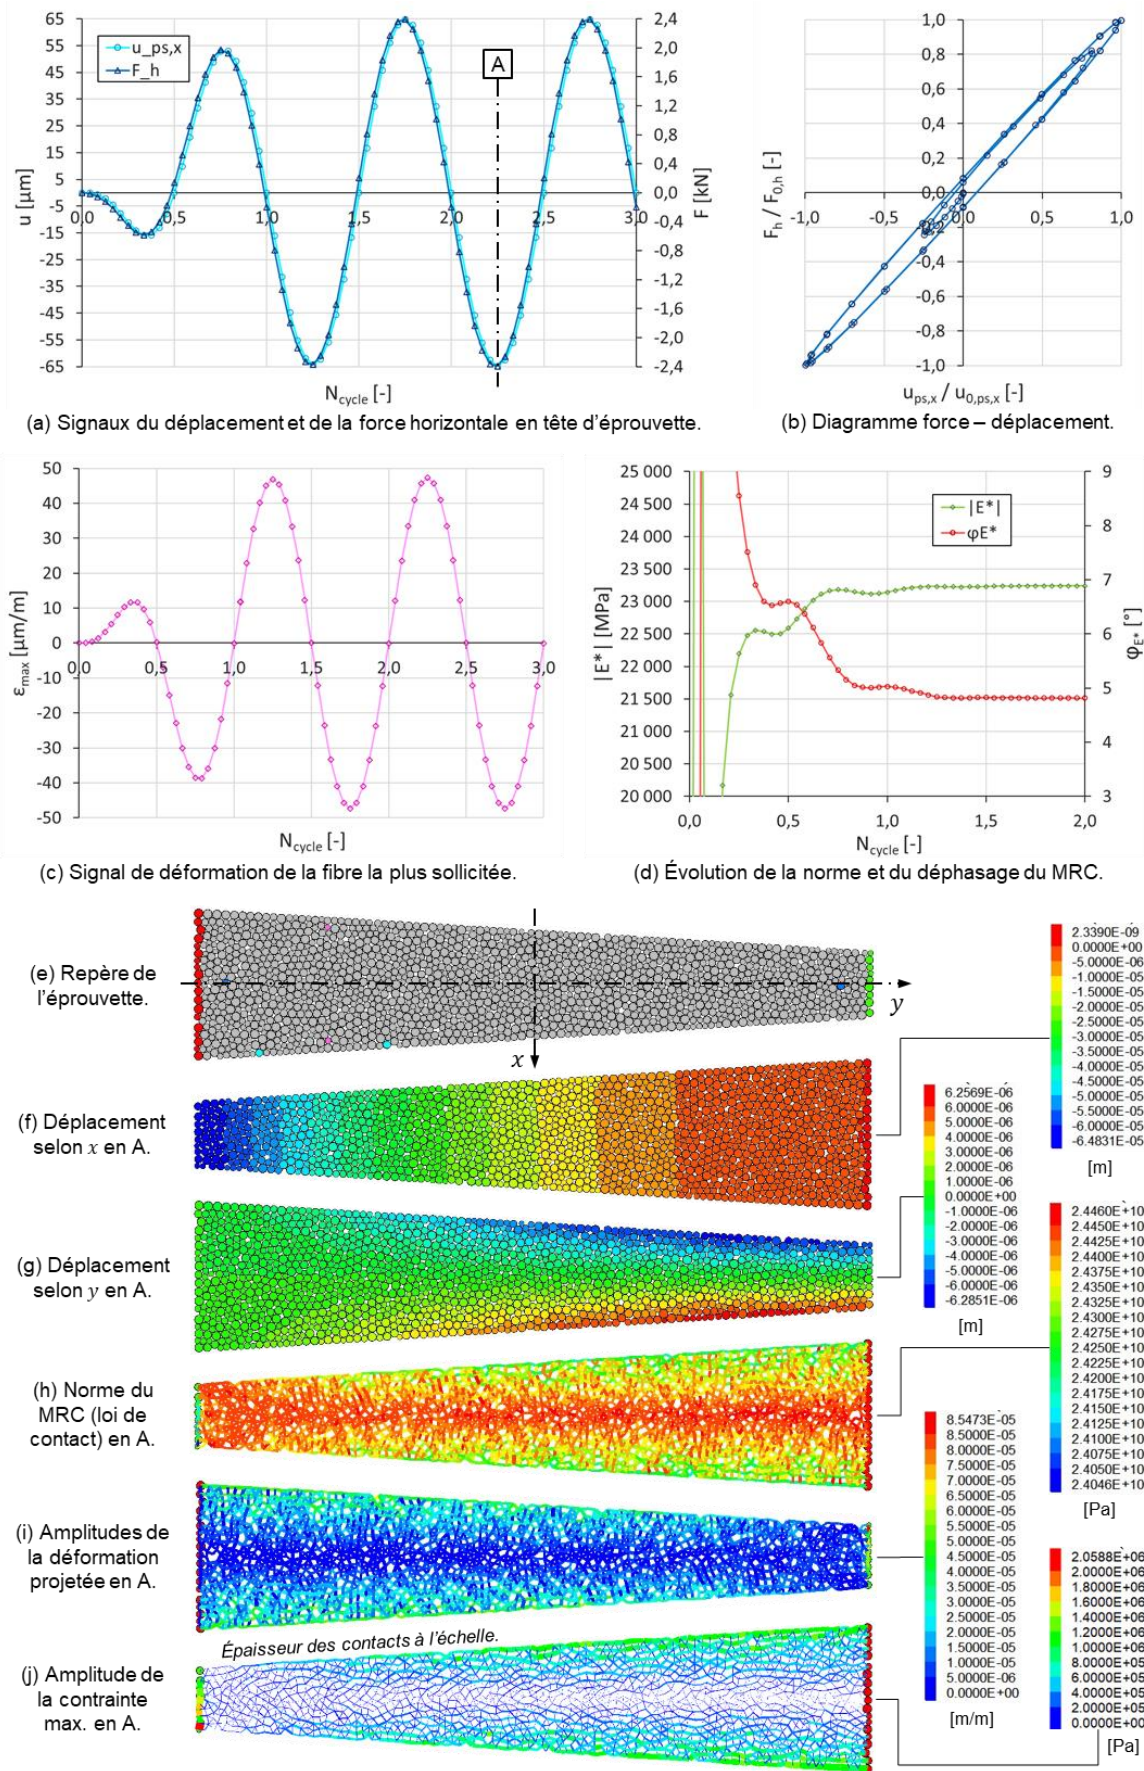 65
55
45
35
25
15
5
-5
-15
-25
-35
-45
-55
-65
u [µm]
u_ps,x
F_h
A
0,0
0,5
1,0
1,5
2,0
2,5
3,0
N_cycle [-]
2,4
2,0
1,6
1,2
0,8
0,4
0,0
-0,4
-0,8
-1,2
-1,6
-2,0
-2,4
F [kN]
(a) Signaux du déplacement et de la force horizontale en tête d'éprouvette.
1,0
0,8
0,6
0,4
0,2
0,0
-0,2
-0,4
-0,6
-0,8
-1,0
F_h / F_0,h [-]
-1,0
-0,5
0,0
0,5
1,0
u_ps,x / u_0,ps,x [-]
(b) Diagramme force – déplacement.
50
40
30
20
10
0
-10
-20
-30
-40
-50
ε_max [µm/m]
0,0
0,5
1,0
1,5
2,0
2,5
3,0
N_cycle [-]
(c) Signal de déformation de la fibre la plus sollicitée.
25 000
24 500
24 000
23 500
23 000
22 500
22 000
21 500
21 000
20 500
20 000
|E*| [MPa]
|E*|
φE*
9
8
7
6
5
4
3
φ_E* [°]
0,0
0,5
1,0
1,5
2,0
N_cycle [-]
(d) Évolution de la norme et du déphasage du MRC.
(e) Repère de
l'éprouvette.
y
x
2.3390E-09
0.0000E+00
-5.0000E-06
-1.0000E-05
-1.5000E-05
-2.0000E-05
-2.5000E-05
-3.0000E-05
-3.5000E-05
-4.0000E-05
-4.5000E-05
-5.0000E-05
-5.5000E-05
-6.0000E-05
-6.4831E-05
[m]
(f) Déplacement
selon x en A.
6.2569E-06
6.0000E-06
5.0000E-06
4.0000E-06
3.0000E-06
2.0000E-06
1.0000E-06
0.0000E+00
-1.0000E-06
-2.0000E-06
-3.0000E-06
-4.0000E-06
-5.0000E-06
-6.0000E-06
-6.2851E-06
[m]
(g) Déplacement
selon y en A.
2.4460E+10
2.4450E+10
2.4425E+10
2.4400E+10
2.4375E+10
2.4350E+10
2.4325E+10
2.4300E+10
2.4275E+10
2.4250E+10
2.4225E+10
2.4200E+10
2.4175E+10
2.4150E+10
2.4125E+10
2.4100E+10
2.4075E+10
2.4050E+10
2.4046E+10
[Pa]
(h) Norme du
MRC (loi de
contact) en A.
8.5473E-05
8.5000E-05
8.0000E-05
7.5000E-05
7.0000E-05
6.5000E-05
6.0000E-05
5.5000E-05
5.0000E-05
4.5000E-05
4.0000E-05
3.5000E-05
3.0000E-05
2.5000E-05
2.0000E-05
1.5000E-05
1.0000E-05
5.0000E-06
0.0000E+00
[m/m]
(i) Amplitudes de
la déformation
projetée en A.
2.0588E+06
2.0000E+06
1.8000E+06
1.6000E+06
1.4000E+06
1.2000E+06
1.0000E+06
8.0000E+05
6.0000E+05
4.0000E+05
2.0000E+05
0.0000E+00
[Pa]
Épaisseur des contacts à l'échelle.
(j) Amplitude de
la contrainte
max. en A.